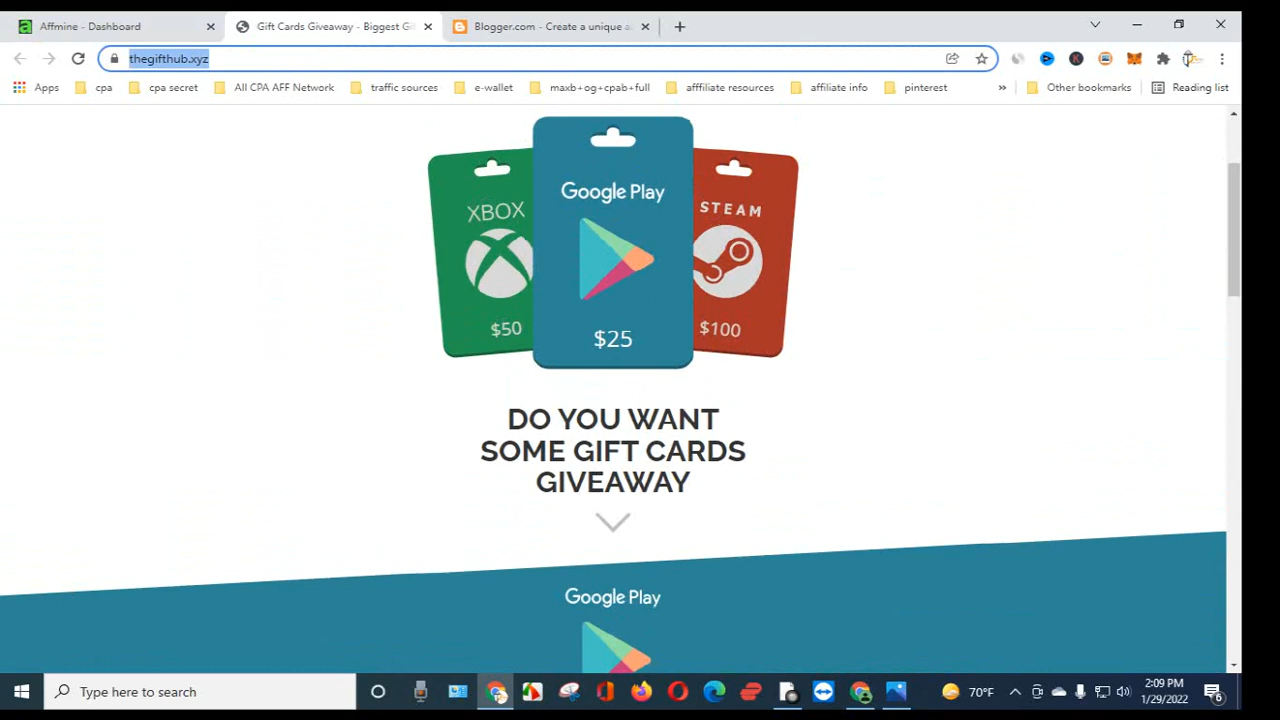 Affmine - Dashboard
Gift Cards Giveaway - Biggest Gi
Blogger.com - Create a unique a
thegifthub.xyz
Apps
cpa
cpa secret
All CPA AFF Network
traffic sources
e-wallet
maxb+og+cpab+full
afffiliate resources
affiliate info
pinterest
»
Other bookmarks
Reading list
XBOX
$50
Google Play
$25
STEAM
$100
DO YOU WANT
SOME GIFT CARDS
GIVEAWAY
Google Play
Type here to search
70°F
2:09 PM
1/29/2022
6